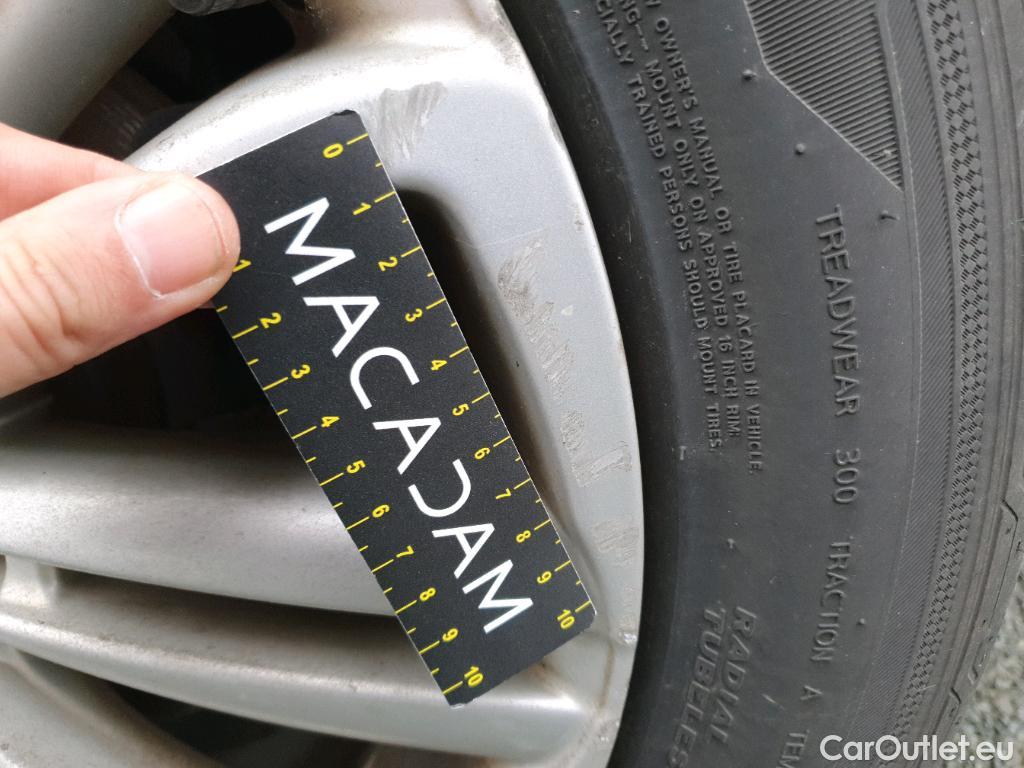 0 1 2 3 4 5 6 7 8 9 10
MACADAM
1 2 3 4 5 6 7 8 9 10
OWNER'S MANUAL OR TIRE PLACARD IN VEHICLE.
MOUNT ONLY ON APPROVED 16 INCH RIM.
TRAINED PERSONS SHOULD MOUNT TIRES.
TREADWEAR 300 TRACTION A
RADIAL
CarOutlet.eu